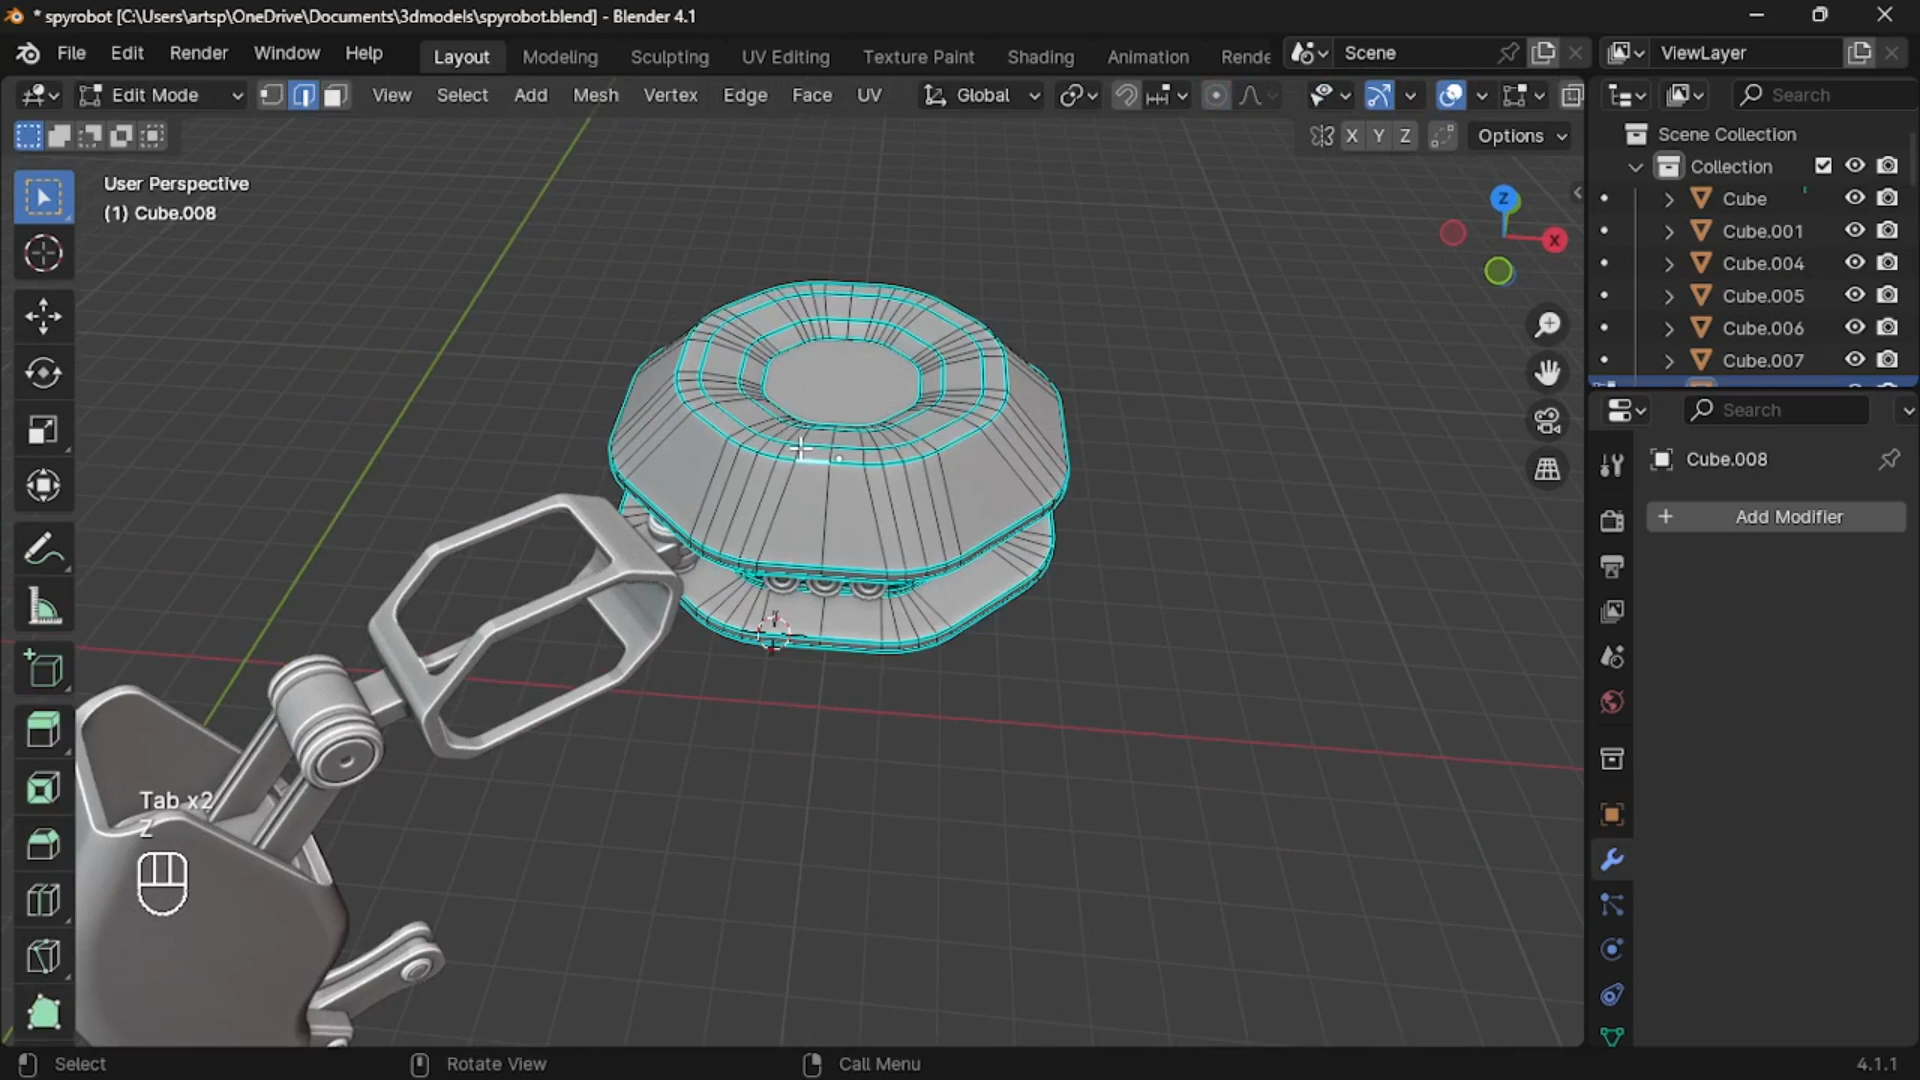 * spyrobot [C:\Users\artsp\OneDrive\Documents\3dmodels\spyrobot.blend] - Blender 4.1
File Edit Render Window Help Layout Modeling Sculpting UV Editing Texture Paint Shading Animation Rende Scene ViewLayer
Edit Mode View Select Add Mesh Vertex Edge Face UV Global Search
X Y Z Options
Scene Collection
Collection
User Perspective
(1) Cube.008
Z
X
Cube
Cube.001
Cube.004
Cube.005
Cube.006
Cube.007
Search
Cube.008
+ Add Modifier
Tab x2
Z
Select Rotate View Call Menu 4.1.1